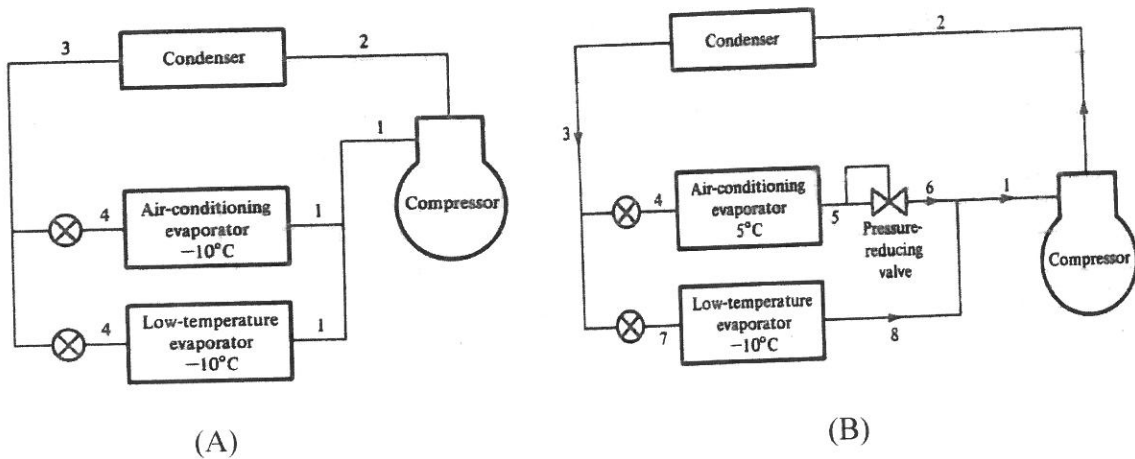 3
Condenser
2
1
Compressor
4
Air-conditioning
evaporator
−10°C
1
4
Low-temperature
evaporator
−10°C
1
(A)
2
Condenser
3
4
Air-conditioning
evaporator
5°C
5
6
1
Pressure-
reducing
valve
Compressor
7
Low-temperature
evaporator
−10°C
8
(B)